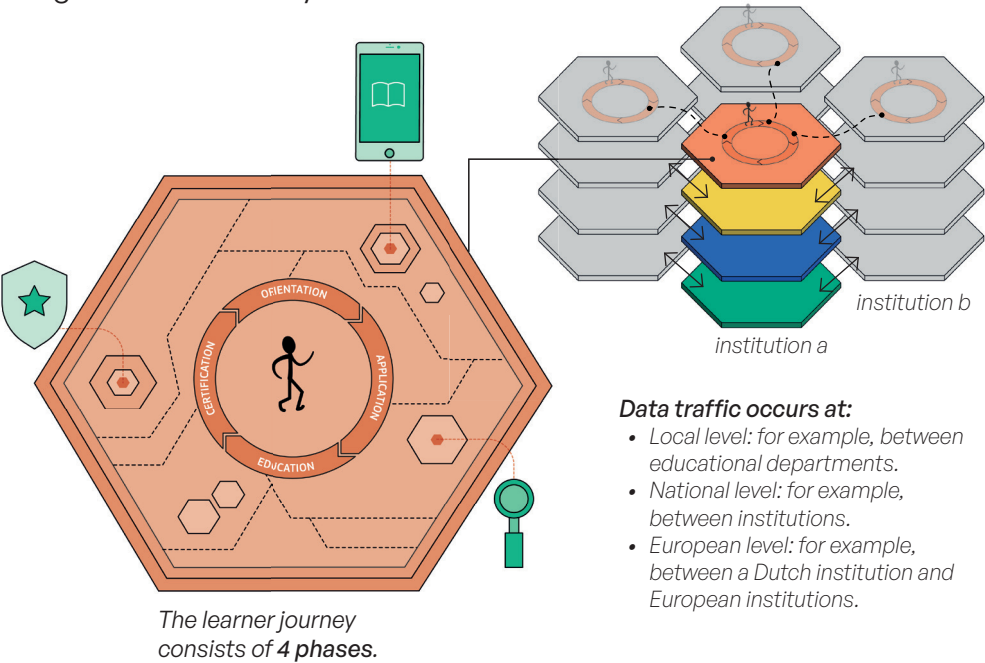 OFIENTATION
APPLICATION
EDUCATION
CERTIFICATION
The learner journey
consists of 4 phases.
institution b
institution a
Data traffic occurs at:
• Local level: for example, between
educational departments.
• National level: for example,
between institutions.
• European level: for example,
between a Dutch institution and
European institutions.